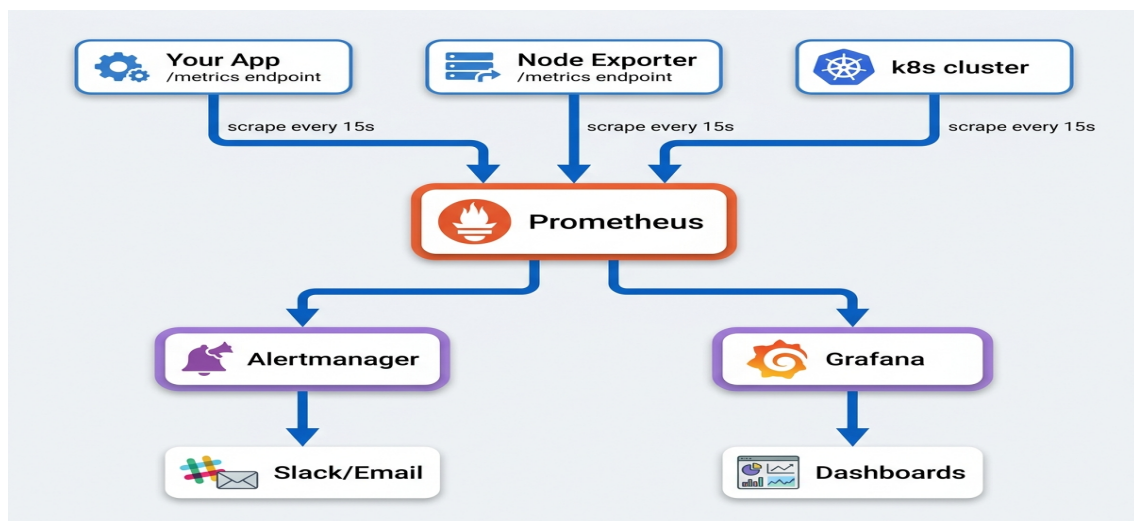 Your App
/metrics endpoint
Node Exporter
/metrics endpoint
k8s cluster
scrape every 15s
scrape every 15s
scrape every 15s
Prometheus
Alertmanager
Grafana
Slack/Email
Dashboards